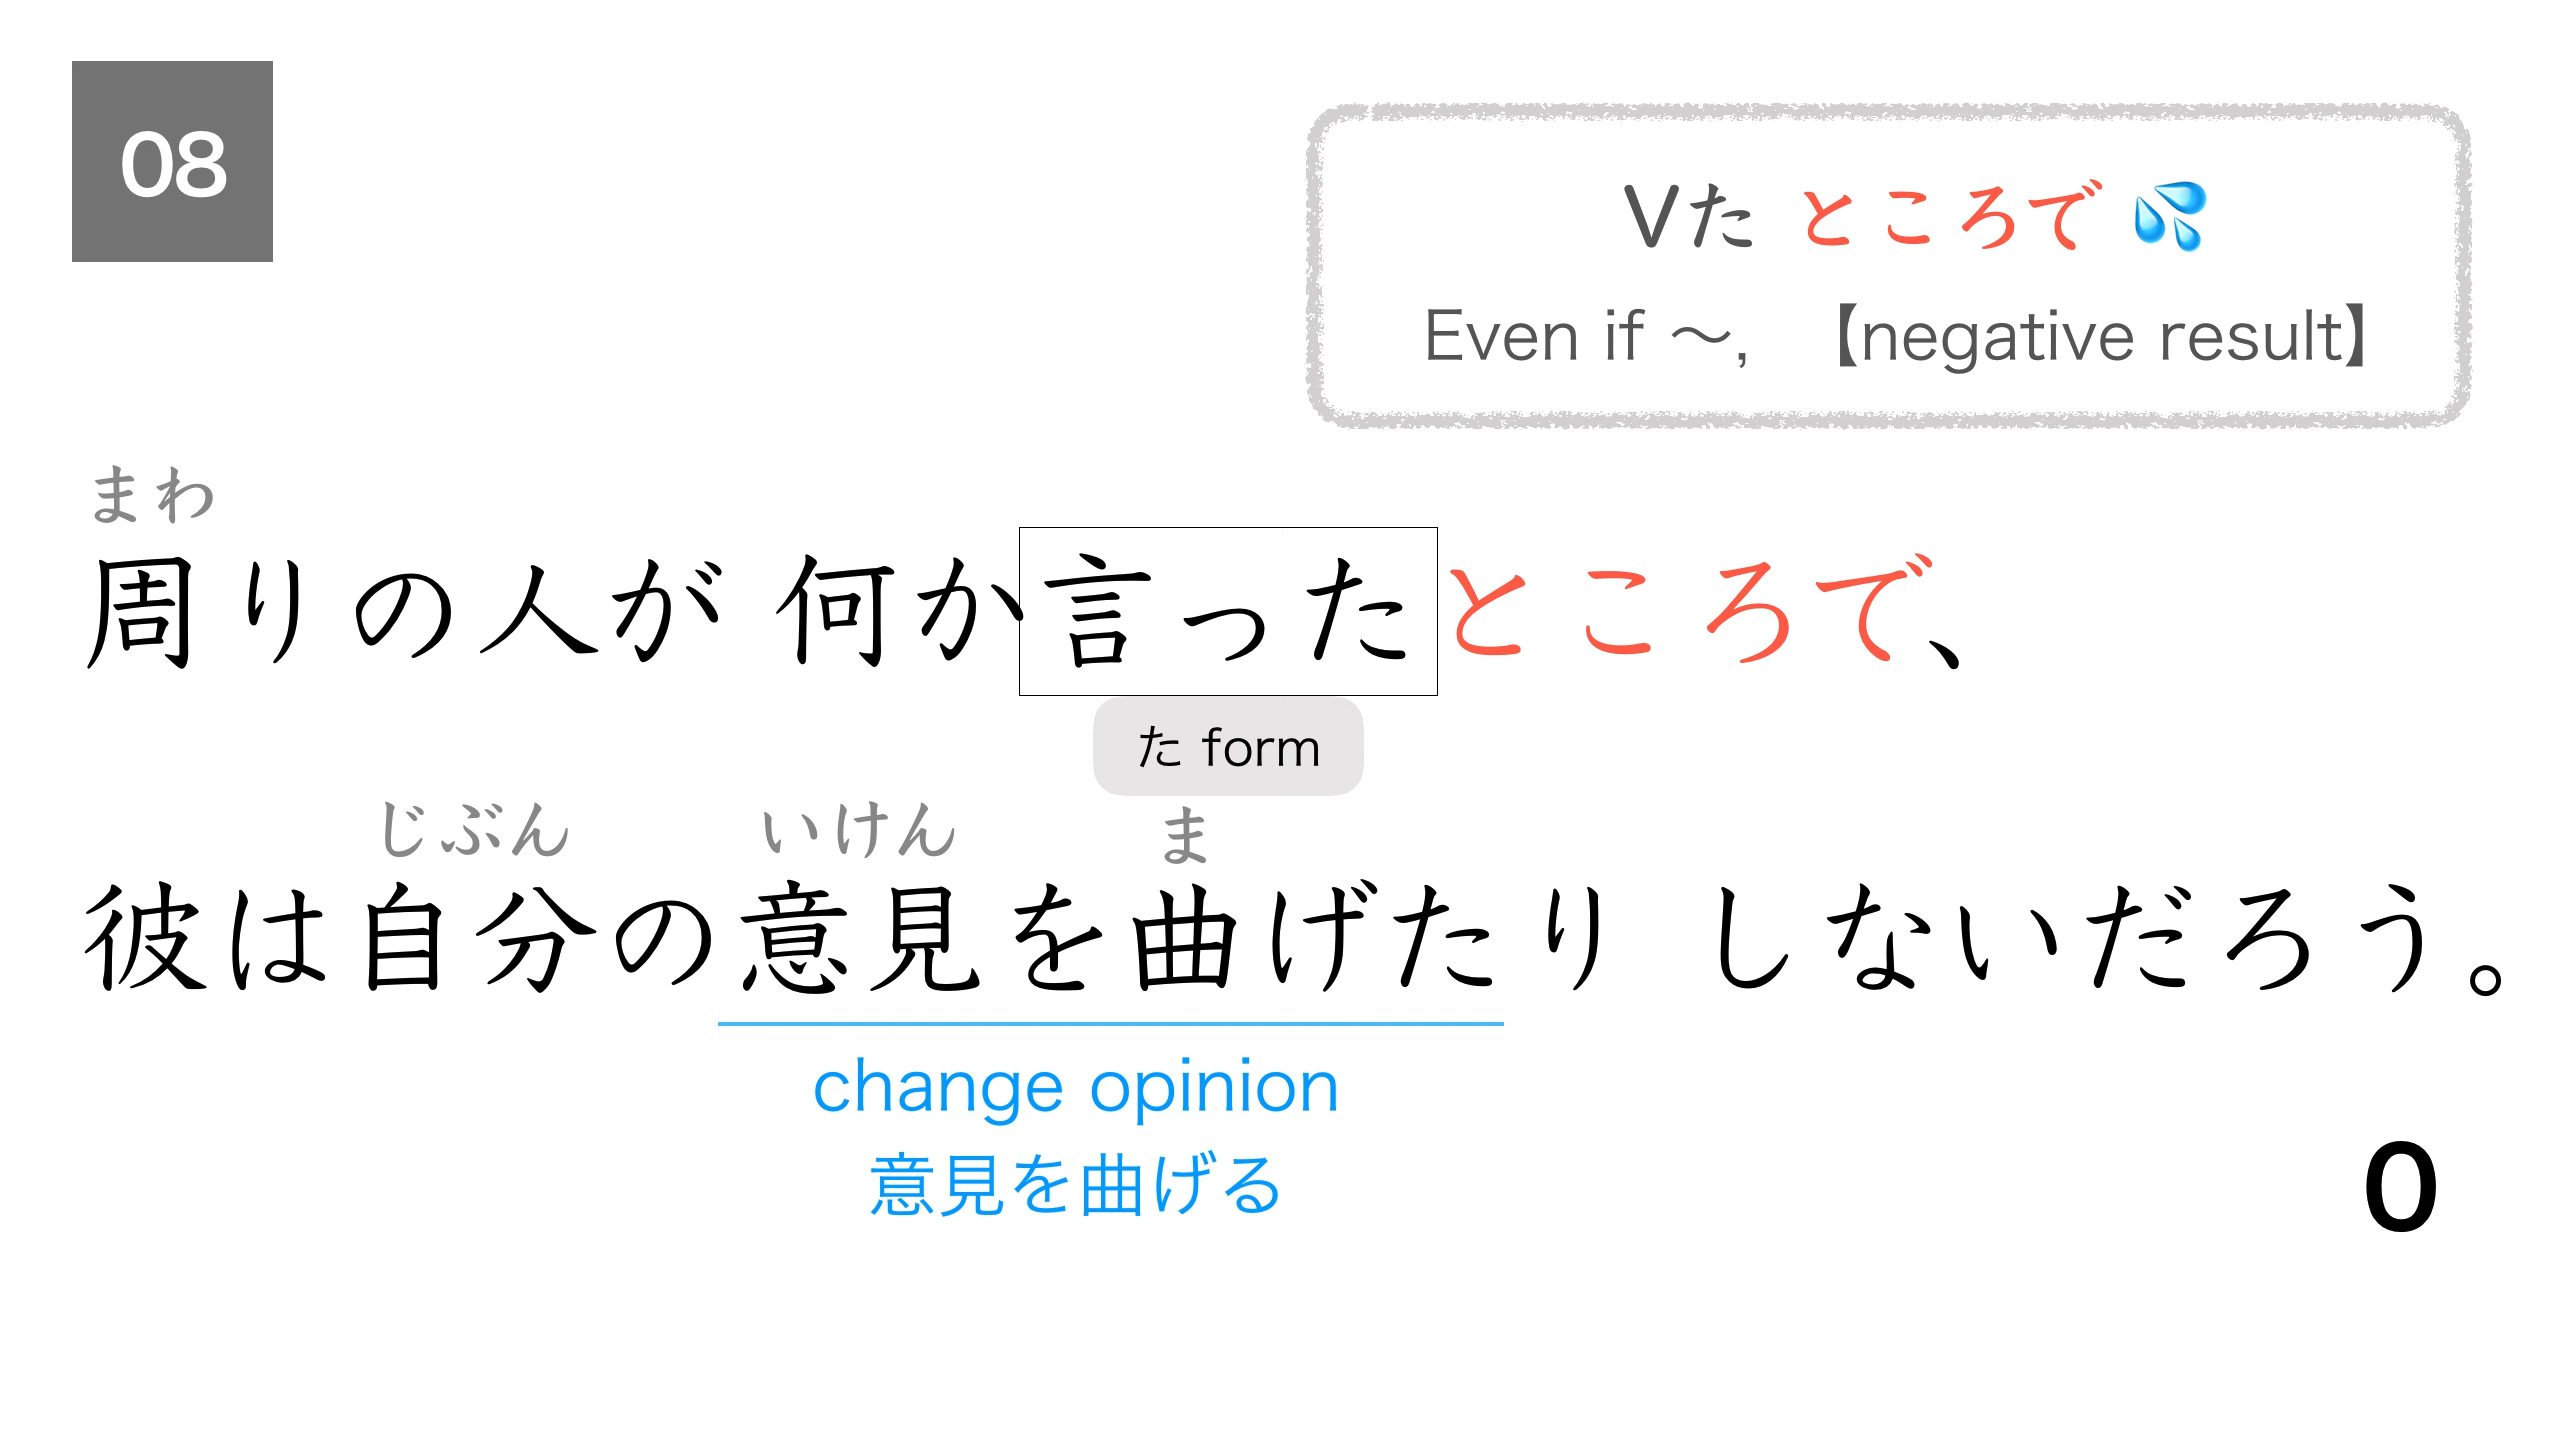 08
Vた ところで 💦
Even if 〜, 【negative result】
まわ
周りの人が 何か言ったところで、
た form
じぶん いけん ま
彼は自分の意見を曲げたり しないだろう。
change opinion
意見を曲げる
0